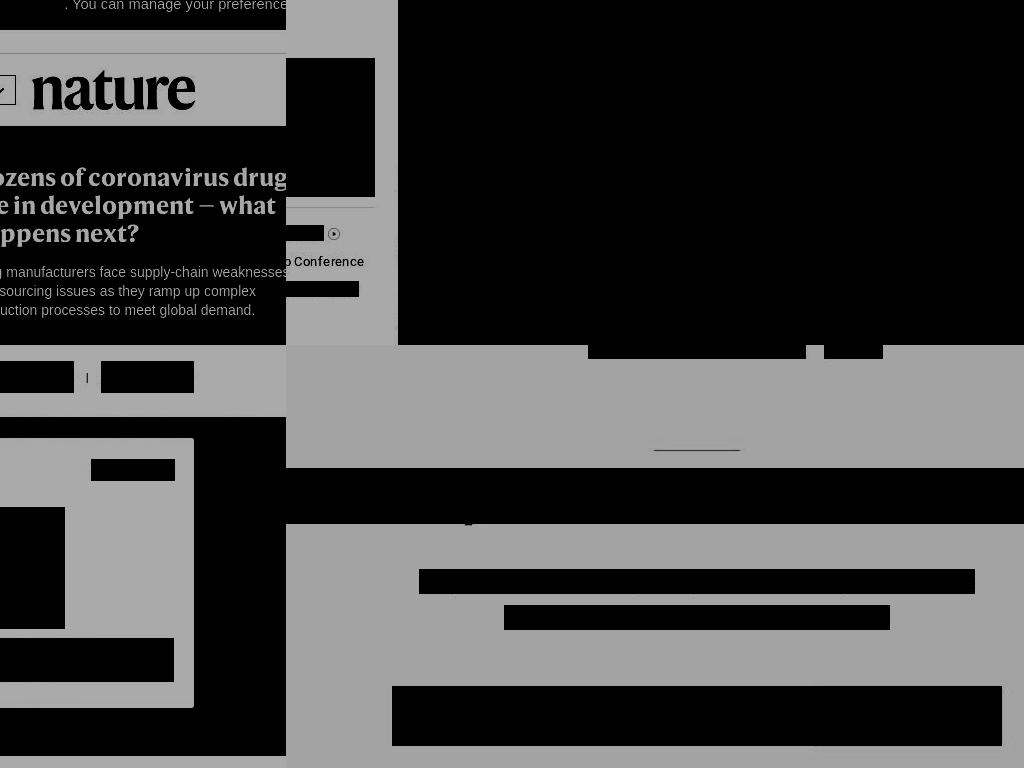 . You can manage your preference
nature
ozens of coronavirus drug
e in development – what
ppens next?
manufacturers face supply-chain weaknesses
sourcing issues as they ramp up complex
uction processes to meet global demand.
Conference